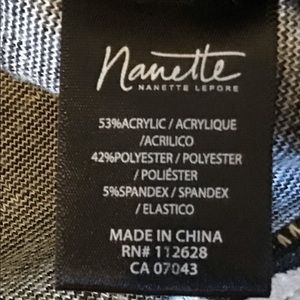 Nanette
NANETTE LEPORE
53%ACRYLIC / ACRYLIQUE
/ACRILICO
42%POLYESTER / POLYESTER
/ POLIÉSTER
5%SPANDEX / SPANDEX
/ ELASTICO
MADE IN CHINA
RN# 112628
CA 07043